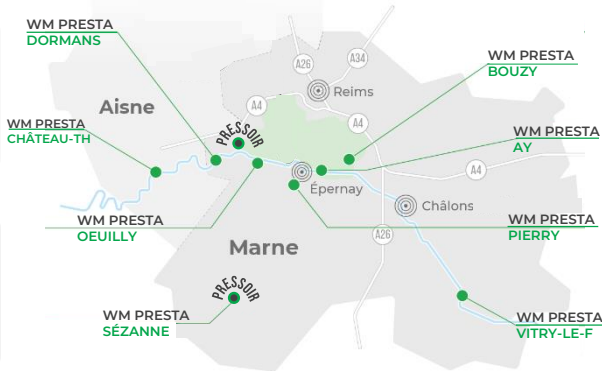 WM PRESTA
DORMANS
A26
A34
WM PRESTA
BOUZY
Reims
Aisne
A4
PRESSOIR
A4
WM PRESTA
CHÂTEAU-TH
WM PRESTA
AY
A4
Épernay
Châlons
WM PRESTA
OEUILLY
WM PRESTA
PIERRY
Marne
A26
PRESSOIR
WM PRESTA
SÉZANNE
WM PRESTA
VITRY-LE-F